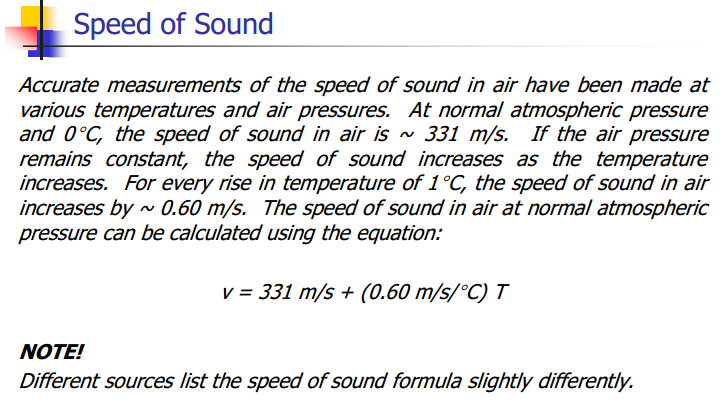 Speed of Sound
Accurate measurements of the speed of sound in air have been made at
various temperatures and air pressures. At normal atmospheric pressure
and 0°C, the speed of sound in air is ~ 331 m/s. If the air pressure
remains constant, the speed of sound increases as the temperature
increases. For every rise in temperature of 1°C, the speed of sound in air
increases by ~ 0.60 m/s. The speed of sound in air at normal atmospheric
pressure can be calculated using the equation:
v = 331 m/s + (0.60 m/s/°C) T
NOTE!
Different sources list the speed of sound formula slightly differently.